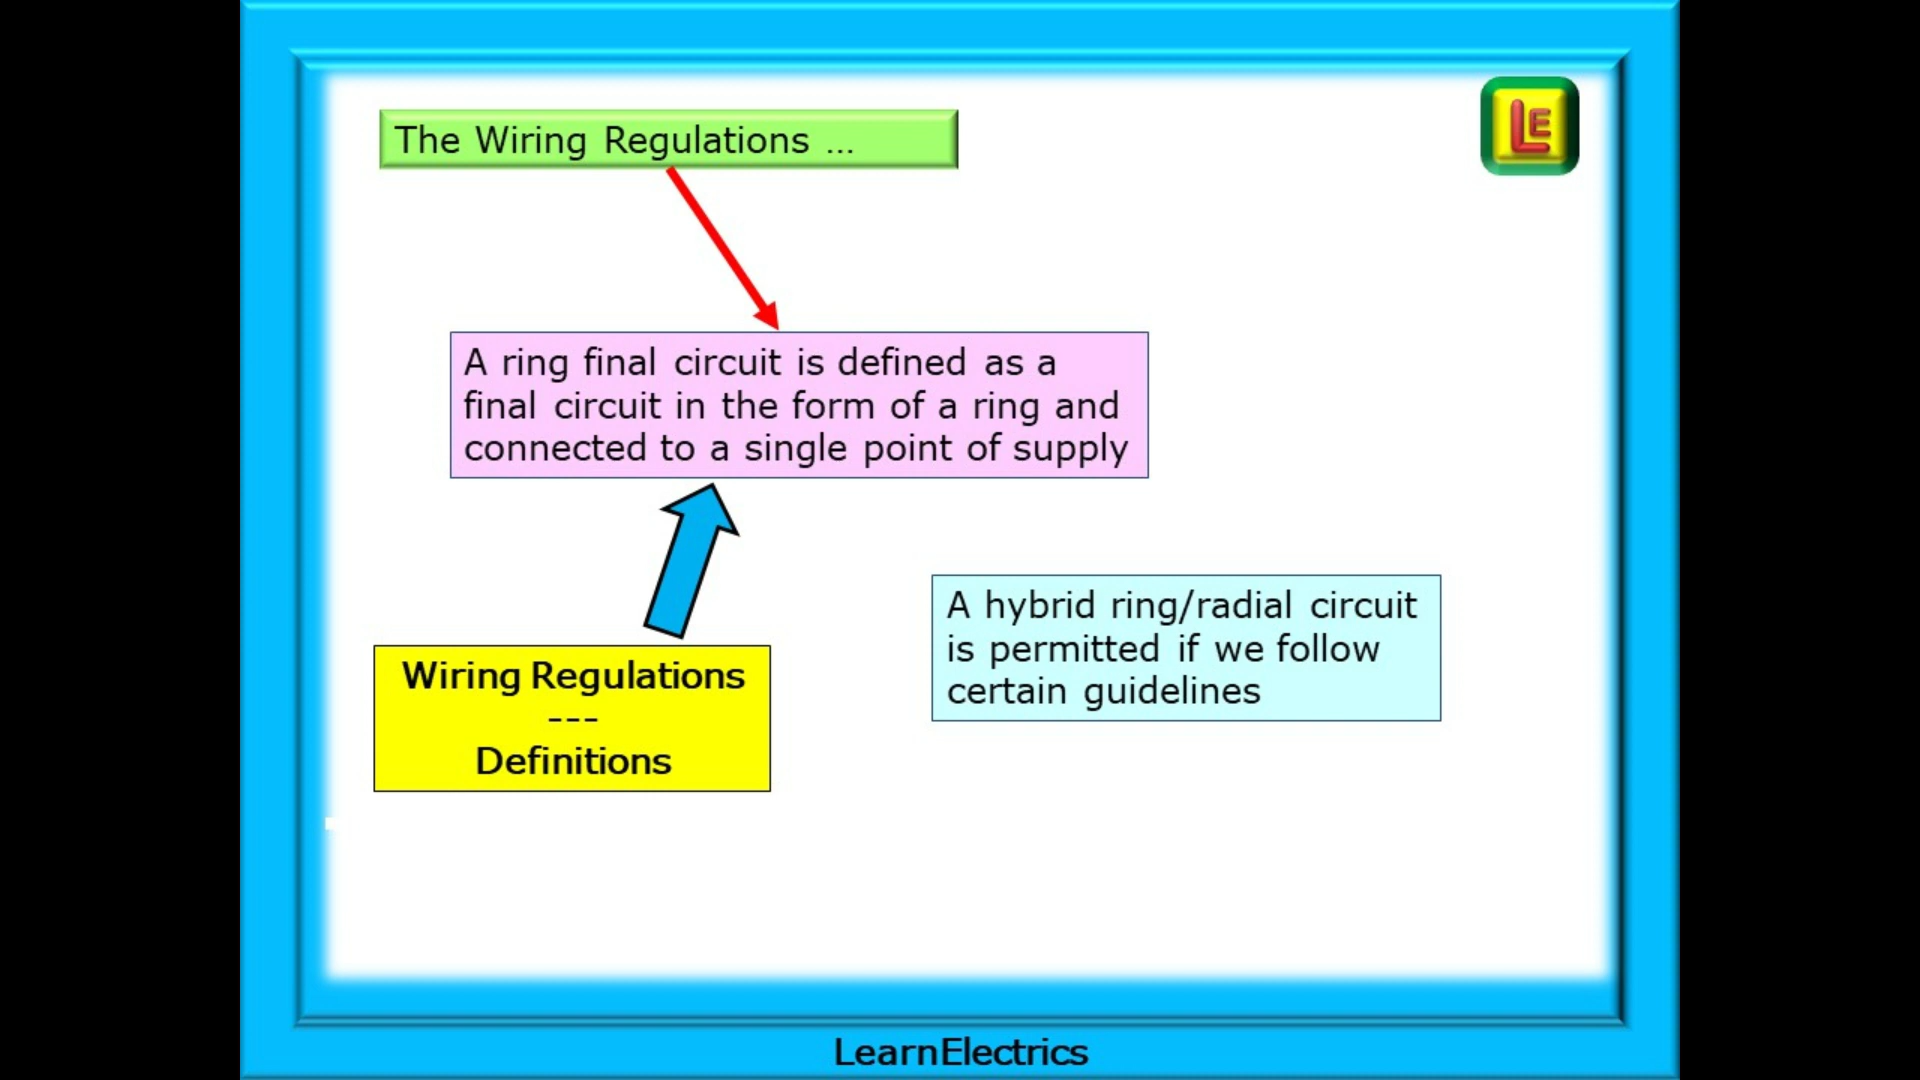 The Wiring Regulations ...
LE
A ring final circuit is defined as a
final circuit in the form of a ring and
connected to a single point of supply
A hybrid ring/radial circuit
is permitted if we follow
certain guidelines
Wiring Regulations
---
Definitions
LearnElectrics